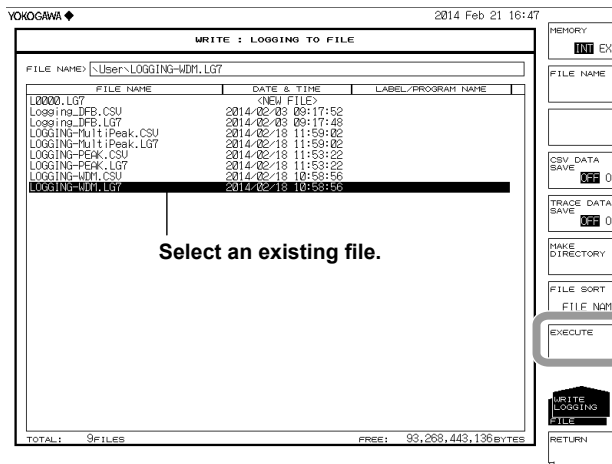 YOKOGAWA ◆ 2014 Feb 21 16:47
WRITE : LOGGING TO FILE
FILE NAME> \User\LOGGING-WDM.LG7
FILE NAME DATE & TIME LABEL/PROGRAM NAME
L0000.LG7 <NEW FILE>
Logging_DFB.CSV 2014/02/03 09:17:52
Logging_DFB.LG7 2014/02/03 09:17:48
LOGGING-MultiPeak.CSV 2014/02/18 11:59:02
LOGGING-MultiPeak.LG7 2014/02/18 11:59:02
LOGGING-PEAK.CSV 2014/02/18 11:53:22
LOGGING-PEAK.LG7 2014/02/18 11:53:22
LOGGING-WDM.CSV 2014/02/18 10:58:56
LOGGING-WDM.LG7 2014/02/18 10:58:56
Select an existing file.
TOTAL: 9FILES FREE: 93,268,443,136BYTES
MEMORY
INT EX
FILE NAME
CSV DATA
SAVE
OFF O
TRACE DATA
SAVE
OFF O
MAKE
DIRECTORY
FILE SORT
FILE NAM
EXECUTE
WRITE
LOGGING
FILE
RETURN